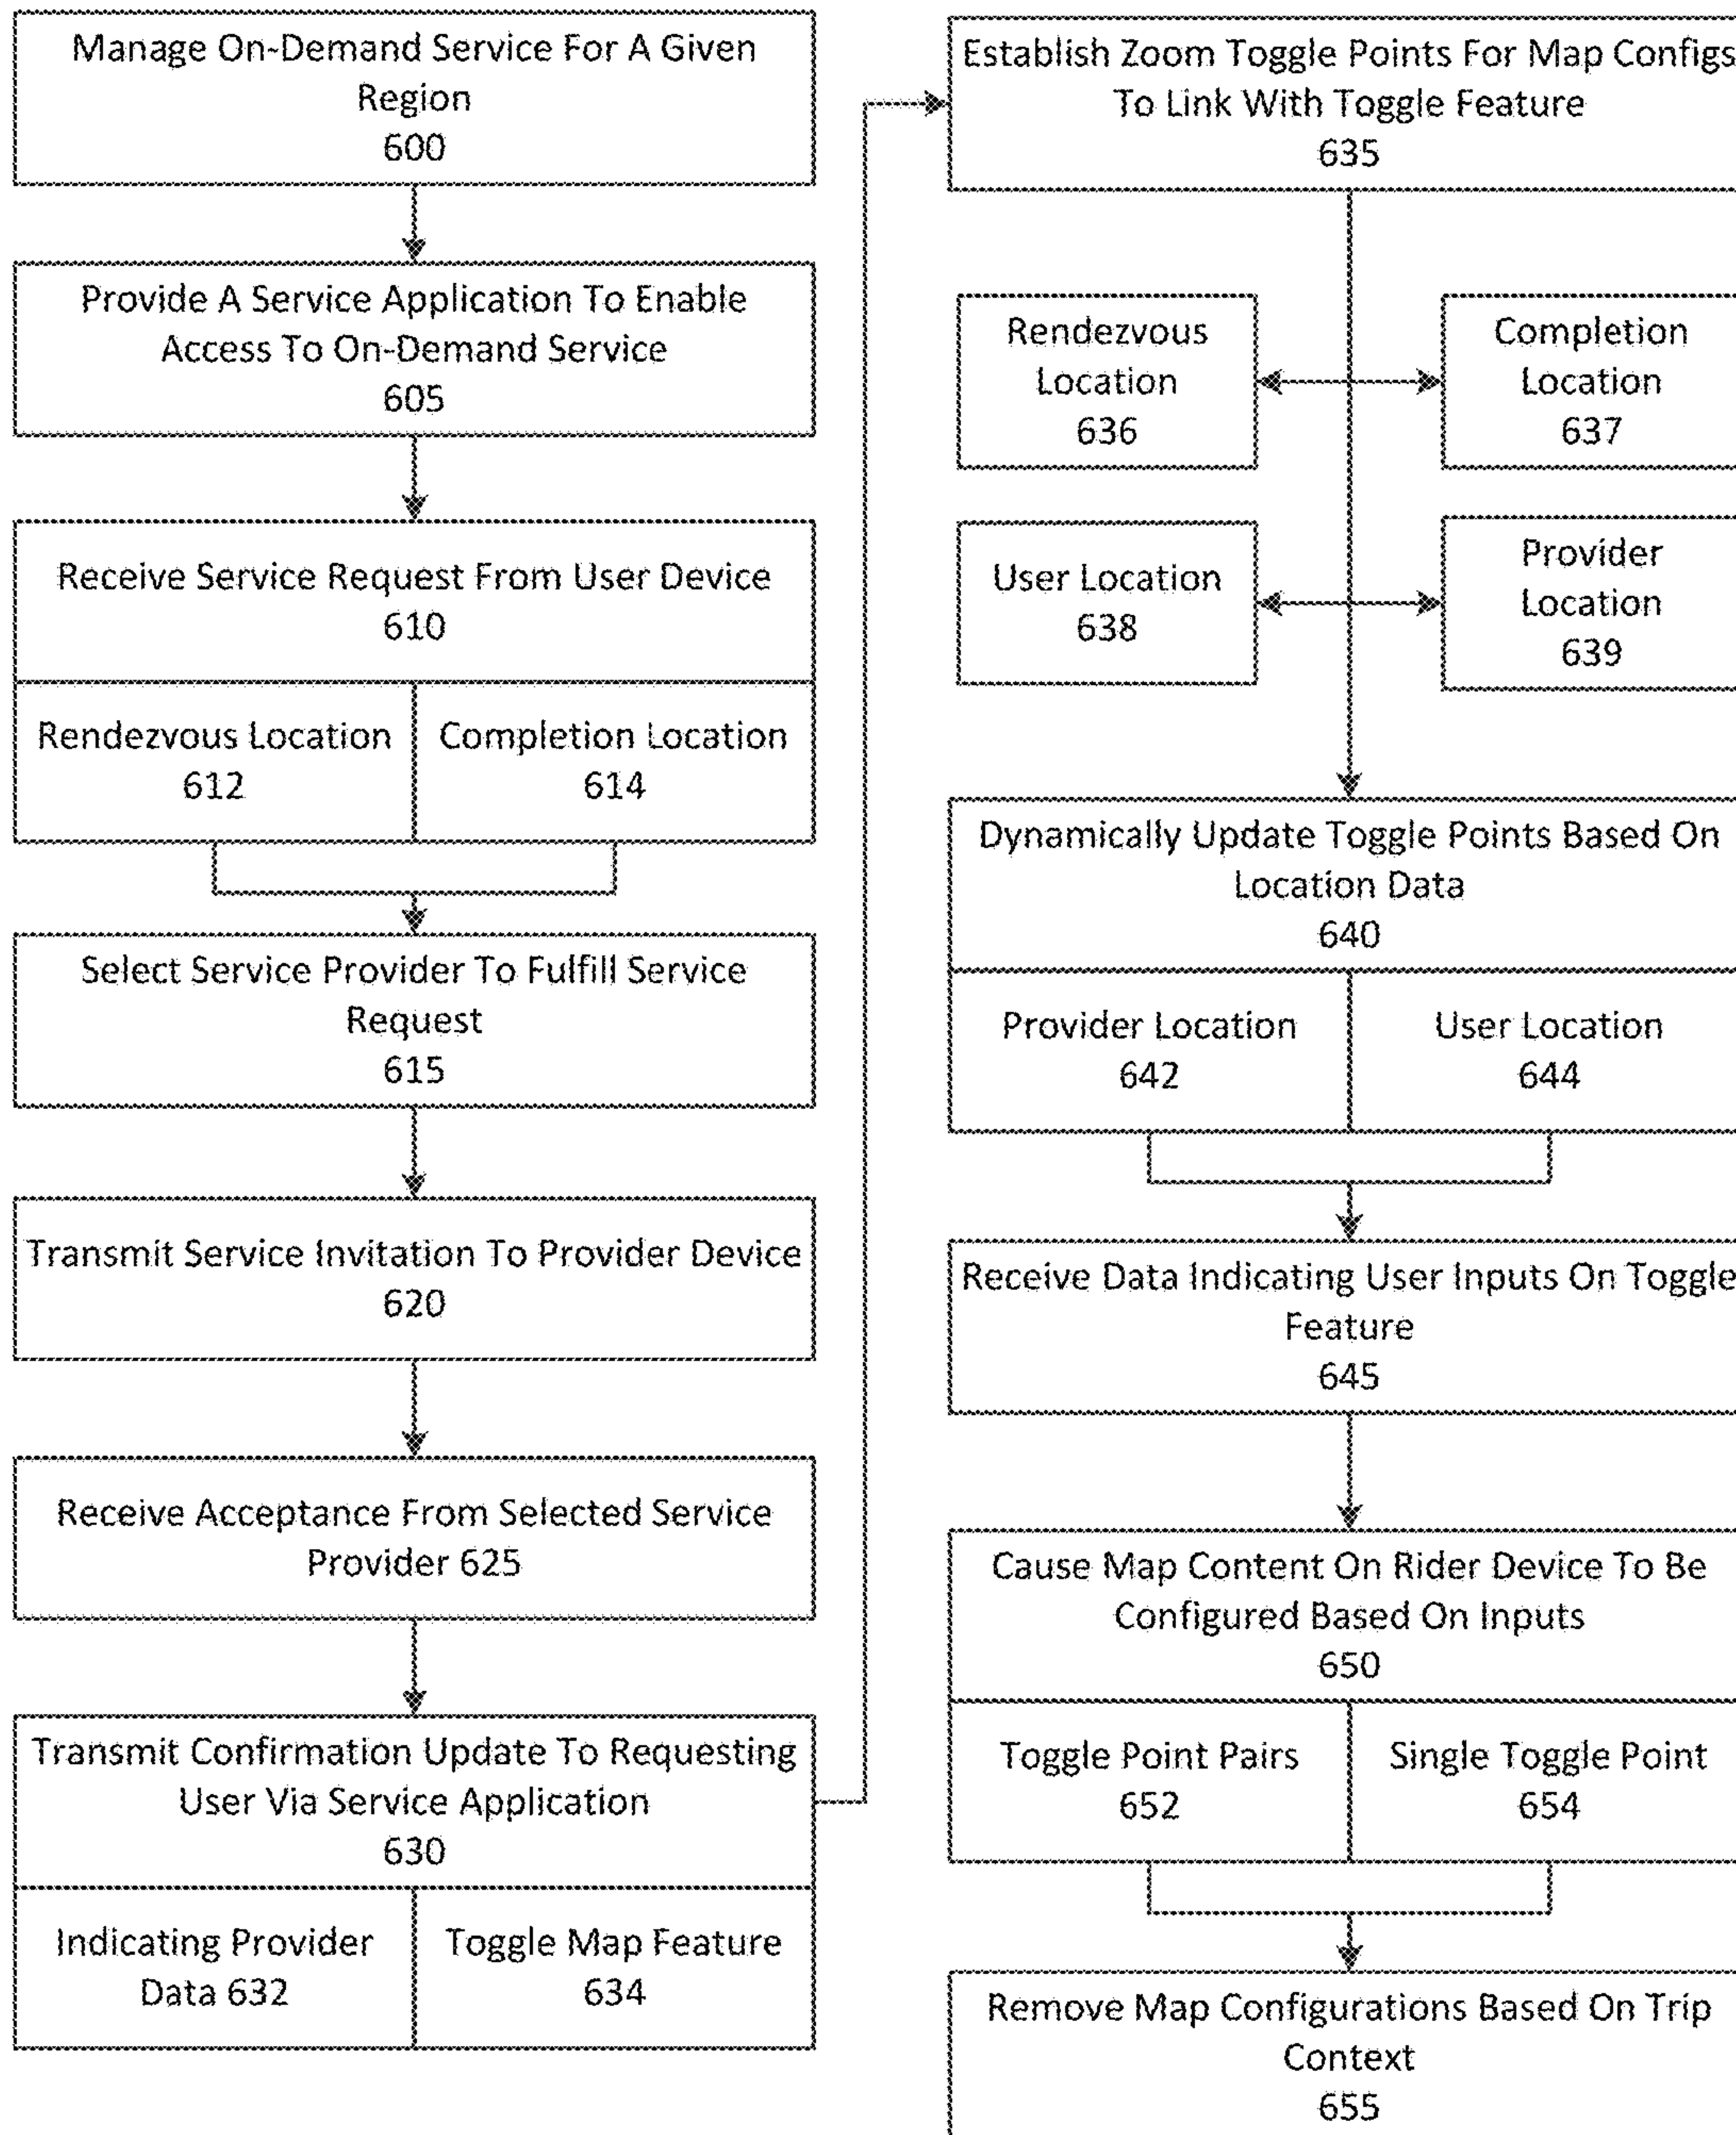 Manage On-Demand Service For A Given
Region
600
Provide A Service Application To Enable
Access To On-Demand Service
605
Receive Service Request From User Device
610
Rendezvous Location
612
Completion Location
614
Select Service Provider To Fulfill Service
Request
615
Transmit Service Invitation To Provider Device
620
Receive Acceptance From Selected Service
Provider 625
Transmit Confirmation Update To Requesting
User Via Service Application
630
Indicating Provider
Data 632
Toggle Map Feature
634
Establish Zoom Toggle Points For Map Configs
To Link With Toggle Feature
635
Rendezvous
Location
636
Completion
Location
637
User Location
638
Provider
Location
639
Dynamically Update Toggle Points Based On
Location Data
640
Provider Location
642
User Location
644
Receive Data Indicating User Inputs On Toggle
Feature
645
Cause Map Content On Rider Device To Be
Configured Based On Inputs
650
Toggle Point Pairs
652
Single Toggle Point
654
Remove Map Configurations Based On Trip
Context
655